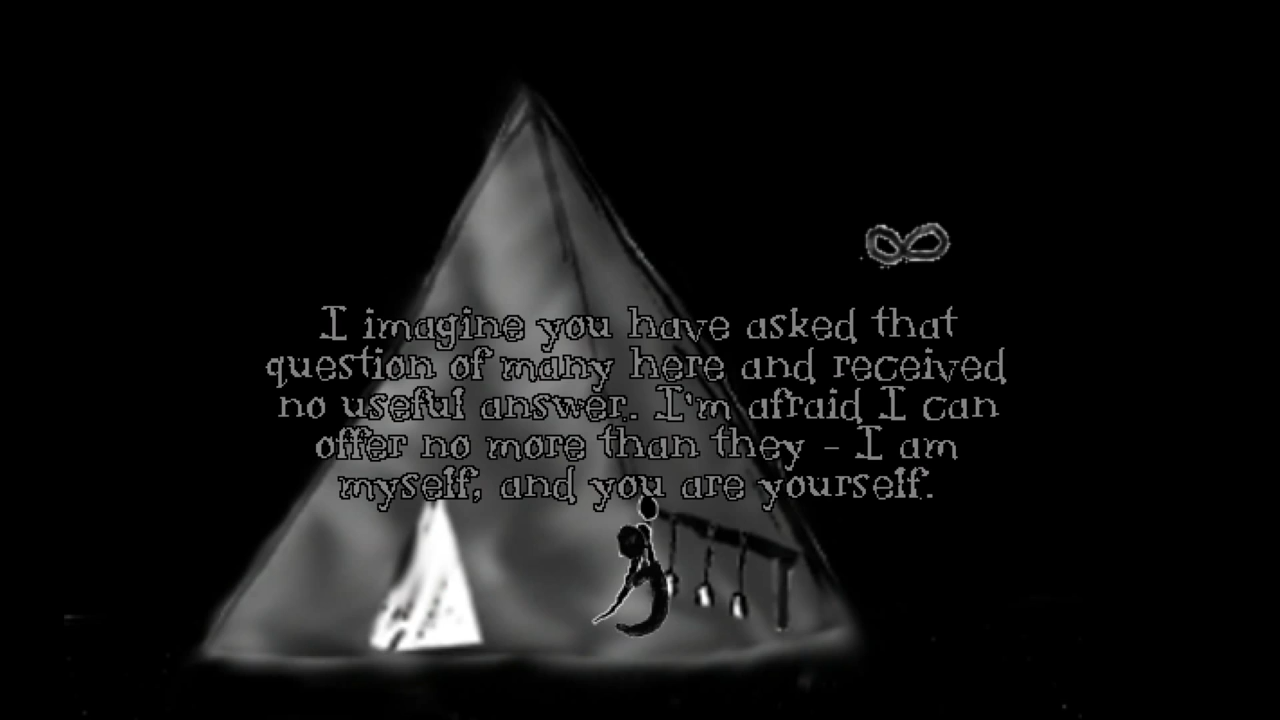 I imagine you have asked that
question of many here and received
no useful answer. I'm afraid I can
offer no more than they - I am
myself, and you are yourself.